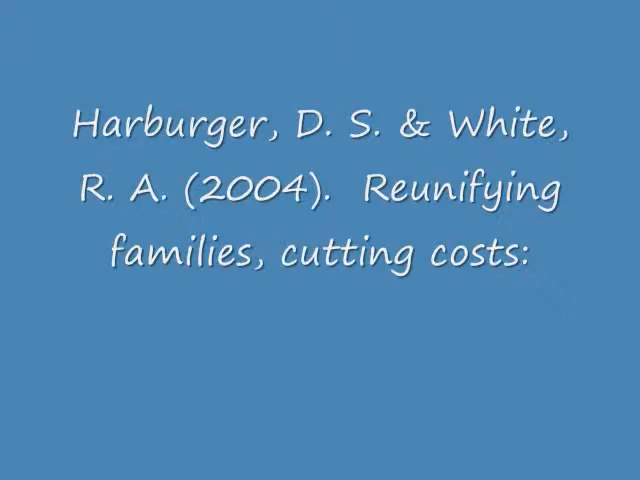 Harburger, D. S. & White,
R. A. (2004).  Reunifying
families, cutting costs: